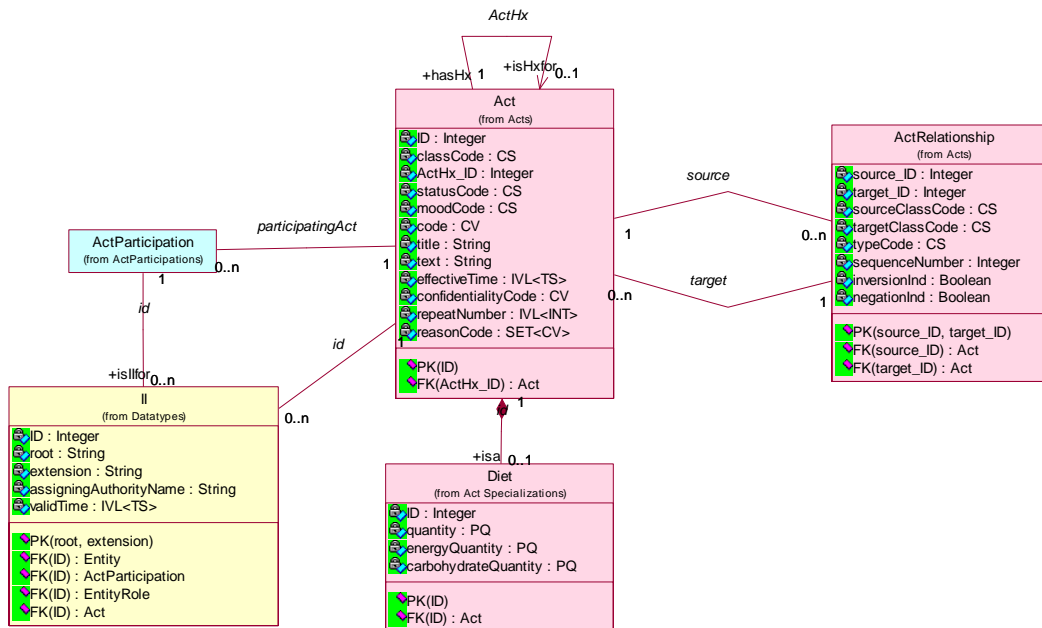 ActHx
+hasHx 1
+isHxfor 0..1
Act
(from Acts)
ID : Integer
classCode : CS
ActHx_ID : Integer
statusCode : CS
moodCode : CS
code : CV
title : String
text : String
effectiveTime : IVL<TS>
confidentialityCode : CV
repeatNumber : IVL<INT>
reasonCode : SET<CV>
PK(ID)
FK(ActHx_ID) : Act
ActRelationship
(from Acts)
source_ID : Integer
target_ID : Integer
sourceClassCode : CS
targetClassCode : CS
typeCode : CS
sequenceNumber : Integer
inversionInd : Boolean
negationInd : Boolean
PK(source_ID, target_ID)
FK(source_ID) : Act
FK(target_ID) : Act
source
1
0..n
target
0..n
1
participatingAct
0..n
1
ActParticipation
(from ActParticipations)
1
id
+isIIfor 0..n
id
1
0..n
II
(from Datatypes)
ID : Integer
root : String
extension : String
assigningAuthorityName : String
validTime : IVL<TS>
PK(root, extension)
FK(ID) : Entity
FK(ID) : ActParticipation
FK(ID) : EntityRole
FK(ID) : Act
1
id
+isa 0..1
Diet
(from Act Specializations)
ID : Integer
quantity : PQ
energyQuantity : PQ
carbohydrateQuantity : PQ
PK(ID)
FK(ID) : Act